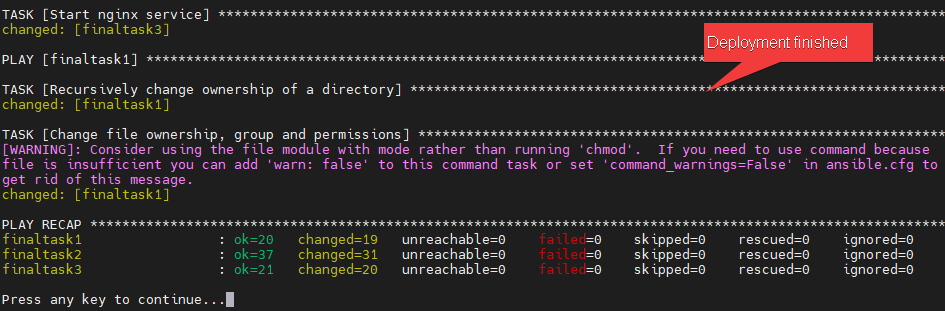 TASK [Start nginx service] *******************************************************************************************
changed: [finaltask3]
Deployment finished
PLAY [finaltask1] ****************************************************************************************************
TASK [Recursively change ownership of a directory] *******************************************************************
changed: [finaltask1]
TASK [Change file ownership, group and permissions] ******************************************************************
[WARNING]: Consider using the file module with mode rather than running 'chmod'.  If you need to use command because
file is insufficient you can add 'warn: false' to this command task or set 'command_warnings=False' in ansible.cfg to
get rid of this message.
changed: [finaltask1]
PLAY RECAP ***********************************************************************************************************
finaltask1                 : ok=20   changed=19   unreachable=0    failed=0    skipped=0    rescued=0    ignored=0
finaltask2                 : ok=37   changed=31   unreachable=0    failed=0    skipped=0    rescued=0    ignored=0
finaltask3                 : ok=21   changed=20   unreachable=0    failed=0    skipped=0    rescued=0    ignored=0
Press any key to continue...